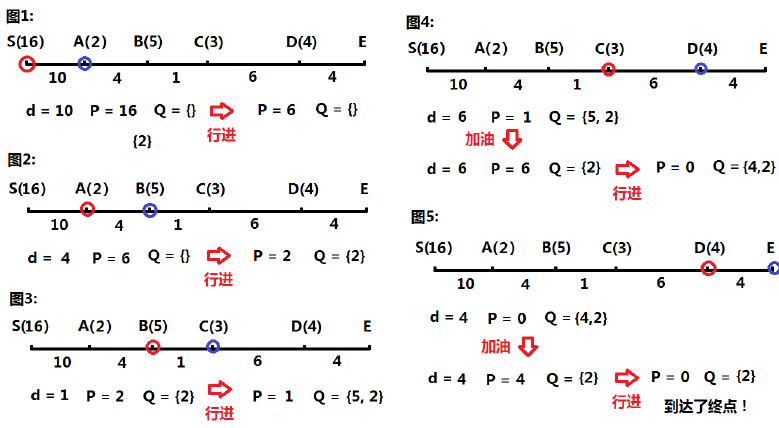 图1:
S(16) A(2) B(5) C(3) D(4) E
10 4 1 6 4
d = 10 P = 16 Q = {} P = 6 Q = {}
行进
{2}
图2:
S(16) A(2) B(5) C(3) D(4) E
10 4 1 6 4
d = 4 P = 6 Q = {} P = 2 Q = {2}
行进
图3:
S(16) A(2) B(5) C(3) D(4) E
10 4 1 6 4
d = 1 P = 2 Q = {2} P = 1 Q = {5, 2}
行进
图4:
S(16) A(2) B(5) C(3) D(4) E
10 4 1 6 4
d = 6 P = 1 Q = {5, 2}
加油
d = 6 P = 6 Q = {2} P = 0 Q = {4,2}
行进
图5:
S(16) A(2) B(5) C(3) D(4) E
10 4 1 6 4
d = 4 P = 0 Q = {4,2}
加油
d = 4 P = 4 Q = {2} P = 0 Q = {2}
行进 到达了终点！